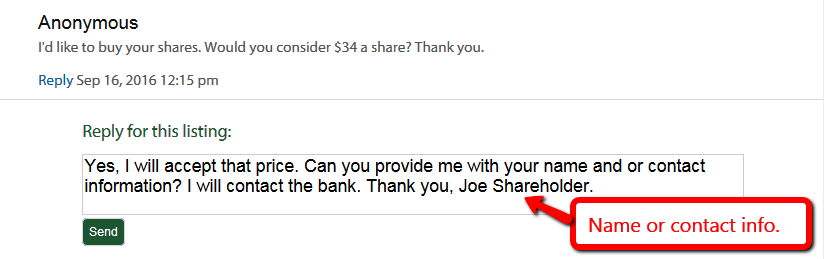 Anonymous
I'd like to buy your shares. Would you consider $34 a share? Thank you.
Reply Sep 16, 2016 12:15 pm
Reply for this listing:
Yes, I will accept that price. Can you provide me with your name and or contact
information? I will contact the bank. Thank you, Joe Shareholder.
Name or contact info.
Send